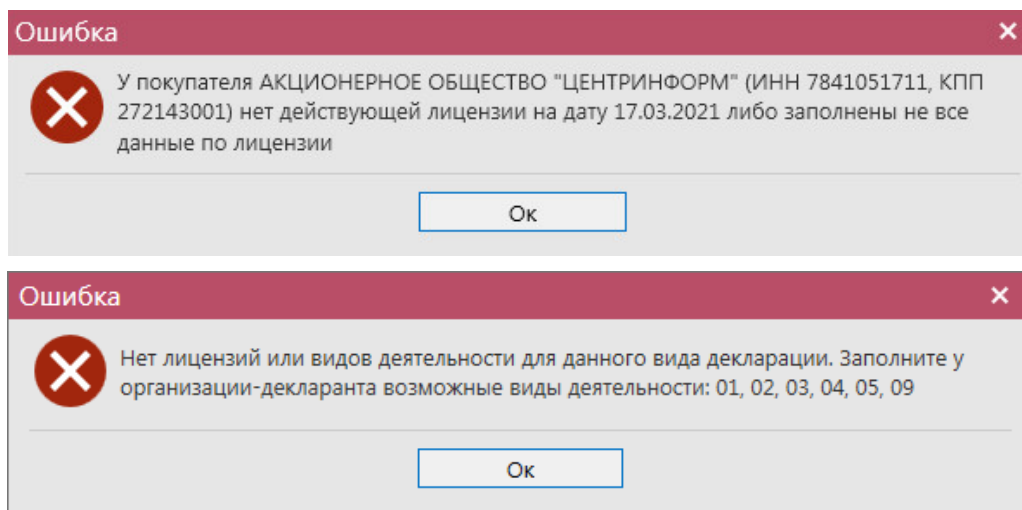 Ошибка
У покупателя АКЦИОНЕРНОЕ ОБЩЕСТВО "ЦЕНТРИНФОРМ" (ИНН 7841051711, КПП
272143001) нет действующей лицензии на дату 17.03.2021 либо заполнены не все
данные по лицензии
Ок
Ошибка
Нет лицензий или видов деятельности для данного вида декларации. Заполните у
организации-декларанта возможные виды деятельности: 01, 02, 03, 04, 05, 09
Ок